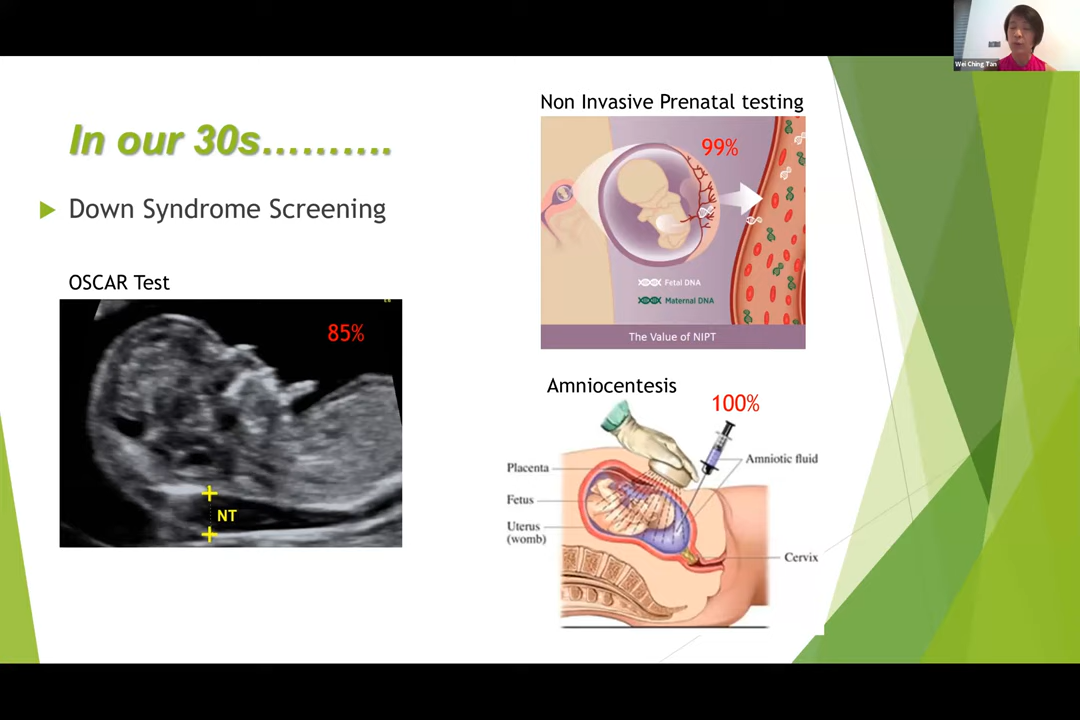 In our 30s..........
Down Syndrome Screening
OSCAR Test
85%
NT
Non Invasive Prenatal testing
99%
Fetal DNA
Maternal DNA
The Value of NIPT
Amniocentesis
100%
Placenta
Amniotic fluid
Fetus
Uterus
(womb)
Cervix
Wei Ching Tan